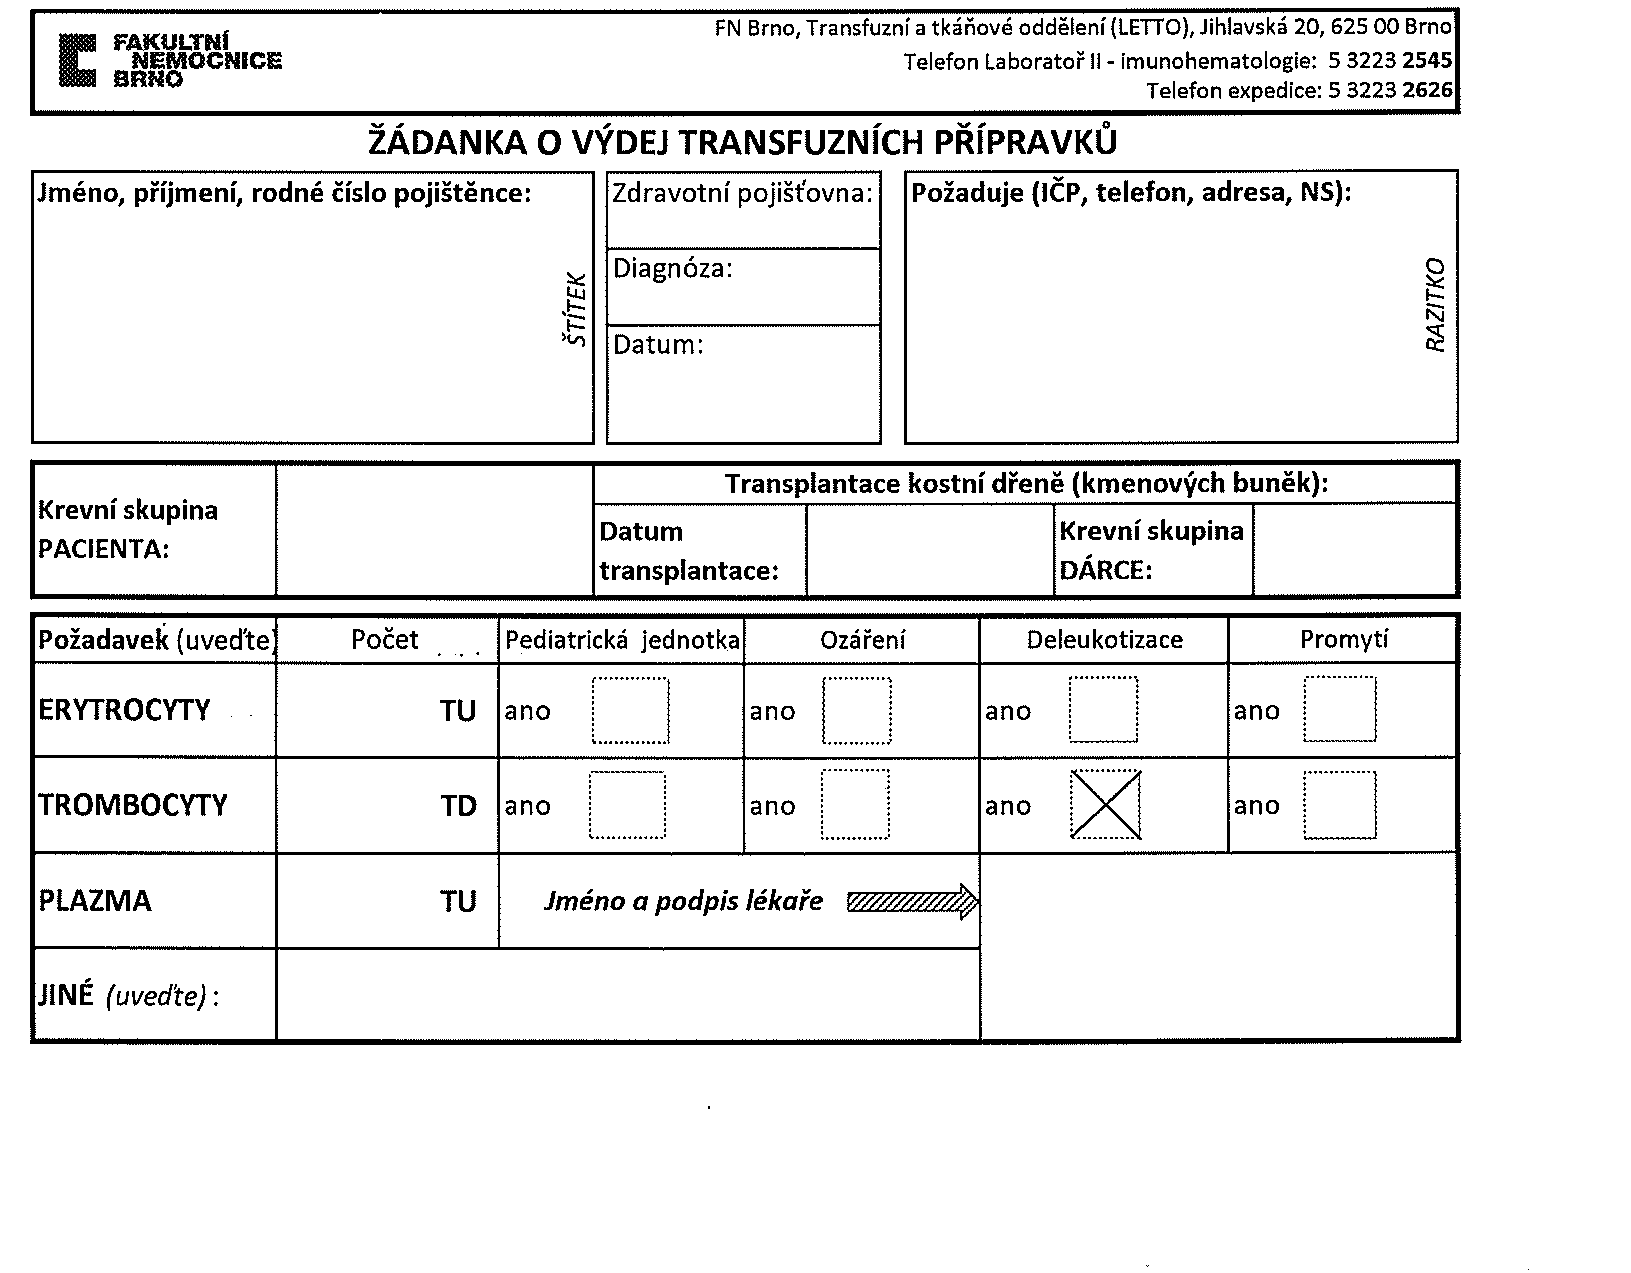 FAKULTNÍ
NEMOCNICE
BRNO
FN Brno, Transfuzní a tkáňové oddělení (LETTO), Jihlavská 20, 625 00 Brno
Telefon Laboratoř II - imunohematologie: 5 3223 2545
Telefon expedice: 5 3223 2626
ŽÁDANKA O VÝDEJ TRANSFUZNÍCH PŘÍPRAVKŮ
Jméno, příjmení, rodné číslo pojištěnce:
ŠTÍTEK
Zdravotní pojišťovna:
Diagnóza:
Datum:
Požaduje (IČP, telefon, adresa, NS):
RAZITKO
Krevní skupina
PACIENTA:
Transplantace kostní dřeně (kmenových buněk):
Datum
transplantace:
Krevní skupina
DÁRCE:
Požadavek (uveďte) Počet Pediatrická jednotka Ozáření Deleukotizace Promytí
ERYTROCYTY TU ano ano ano ano
TROMBOCYTY TD ano ano ano ano
PLAZMA TU Jméno a podpis lékaře
JINÉ (uveďte) :